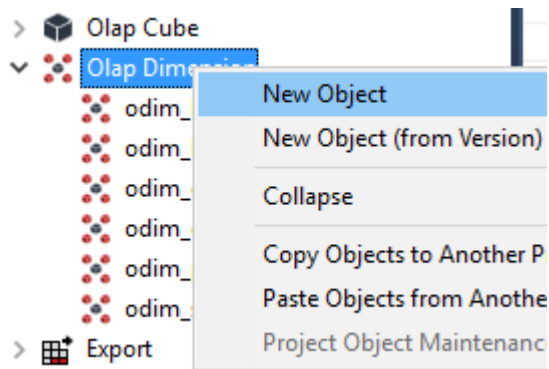 Olap Cube
Olap Dimension
New Object
odim_
New Object (from Version)
odim_
Collapse
odim_
odim_
Copy Objects to Another P
odim_
Paste Objects from Anothe
odim_
Project Object Maintenanc
Export